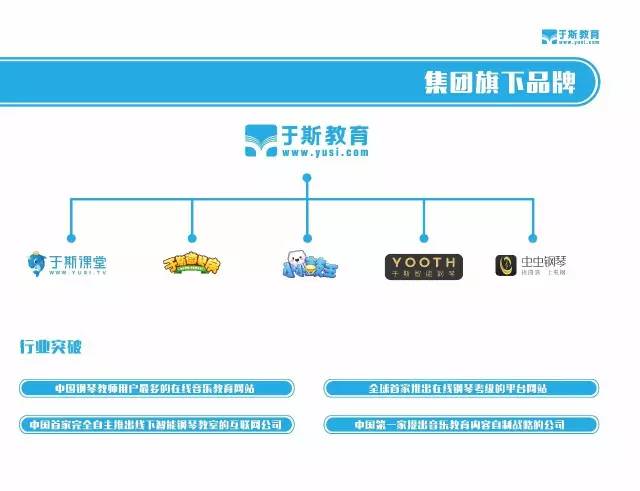 于斯教育
www.yusi.com
集团旗下品牌
于斯教育
www.yusi.com
于斯课堂
WWW.YUSI.TV
小小音乐王
YOOTH
于斯智能钢琴
虫虫钢琴
行业突破
中国钢琴教师用户最多的在线音乐教育网站
全球首家推出在线钢琴考级的平台网站
中国首家完全自主推出线下智能钢琴教室的互联网公司
中国第一家提出音乐教育内容自制战略的公司